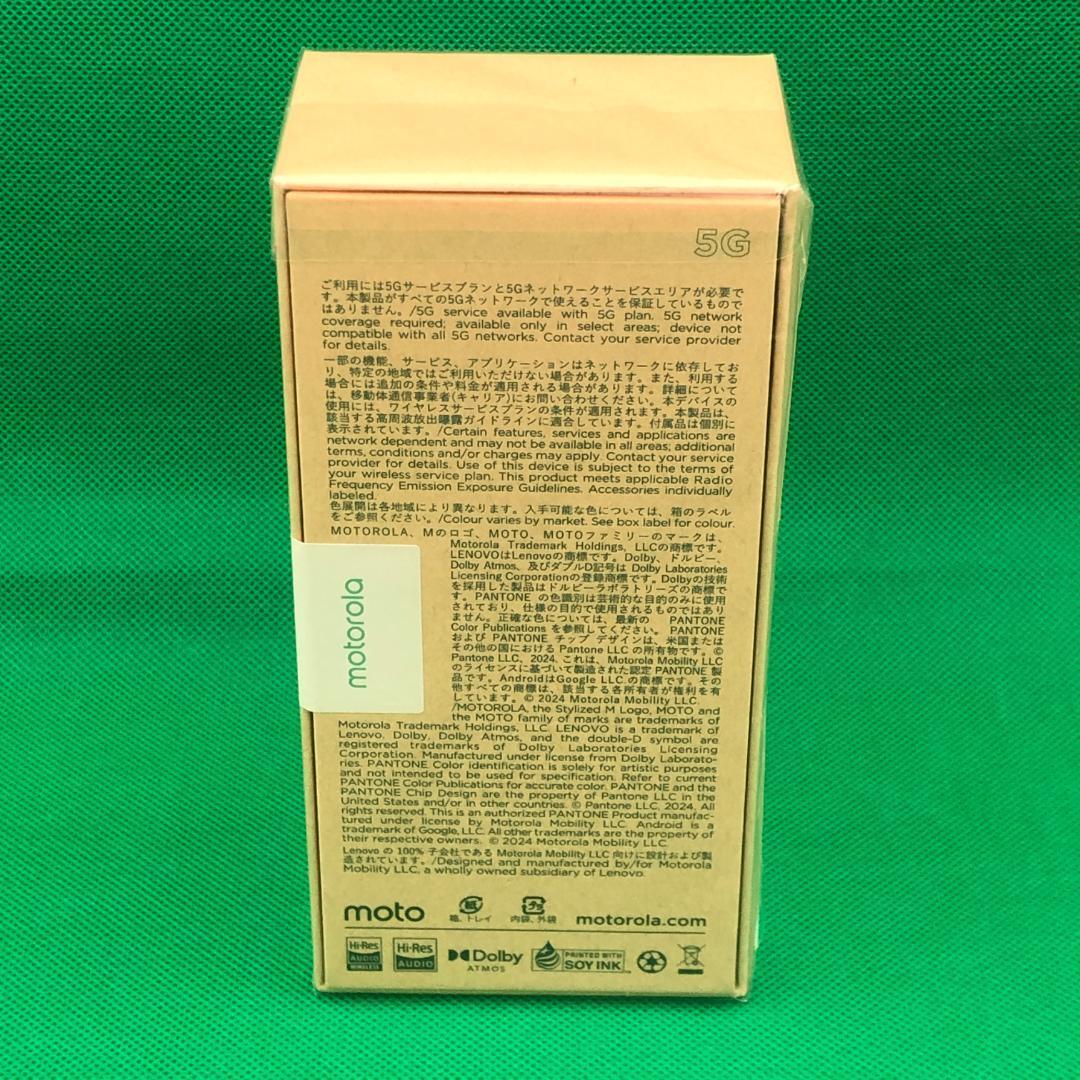 5G
ご利用には5Gサービスプランと5Gネットワークサービスエリアが必要で
す。本製品がすべての5Gネットワークで使えることを保証しているもので
はありません。/5G service available with 5G plan. 5G network
coverage required; available only in select areas; device not
compatible with all 5G networks. Contact your service provider
for details.
一部の機能、サービス、アプリケーションはネットワークに依存してお
り、特定の地域ではご利用いただけない場合があります。また、利用する
場合には追加の条件や料金が適用される場合があります。詳細について
は、移動体通信事業者(キャリア)にお問い合わせください。本デバイスの
使用には、ワイヤレスサービスプランの条件が適用されます。本製品は、
該当する高周波放出曝露ガイドラインに適合しています。付属品は個別に
表示されています。/Certain features, services and applications are
network dependent and may not be available in all areas; additional
terms, conditions and/or charges may apply. Contact your service
provider for details. Use of this device is subject to the terms of
your wireless service plan. This product meets applicable Radio
Frequency Emission Exposure Guidelines. Accessories individually
labeled.
色展開は各地域により異なります。入手可能な色については、箱のラベル
をご参照ください。/Colour varies by market. See box label for colour.
MOTOROLA、Mのロゴ、MOTO、MOTOファミリーのマークは、
Motorola Trademark Holdings, LLCの商標です。
LENOVOはLenovoの商標です。Dolby、ドルビー、
Dolby Atmos、及びダブルD記号は Dolby Laboratories
Licensing Corporationの登録商標です。Dolbyの技術
を採用した製品はドルビーラボラトリーズの商標で
す。PANTONE の色識別は芸術的な目的のみに使用
されており、仕様の目的で使用されるものではあり
ません。正確な色については、最新の PANTONE
Color Publications を参照してください。 PANTONE
および PANTONE チップ デザインは、米国または
その他の国における Pantone LLC の所有物です。©
Pantone LLC, 2024. これは、Motorola Mobility LLC
のライセンスに基づいて製造された認定 PANTONE 製
品です。AndroidはGoogle LLC.の商標です。その
他すべての商標は、該当する各所有者が権利を有
しています。© 2024 Motorola Mobility LLC.
/MOTOROLA, the Stylized M Logo, MOTO and
the MOTO family of marks are trademarks of
Motorola Trademark Holdings, LLC. LENOVO is a trademark of
Lenovo. Dolby, Dolby Atmos, and the double-D symbol are
registered trademarks of Dolby Laboratories Licensing
Corporation. Manufactured under license from Dolby Laborato-
ries. PANTONE Color identification is solely for artistic purposes
and not intended to be used for specification. Refer to current
PANTONE Color Publications for accurate color. PANTONE and the
PANTONE Chip Design are the property of Pantone LLC in the
United States and/or in other countries. © Pantone LLC, 2024. All
rights reserved. This is an authorized PANTONE Product manufac-
tured under license by Motorola Mobility LLC. Android is a
trademark of Google, LLC. All other trademarks are the property of
their respective owners. © 2024 Motorola Mobility LLC.
Lenovo の 100% 子会社である Motorola Mobility LLC 向けに設計および製
造されています。/Designed and manufactured by/for Motorola
Mobility LLC, a wholly owned subsidiary of Lenovo.
motorola
moto 紙 箱、トレイ プラ 内袋、外袋 motorola.com
Hi-Res AUDIO WIRELESS Hi-Res AUDIO Dolby ATMOS PRINTED WITH SOY INK